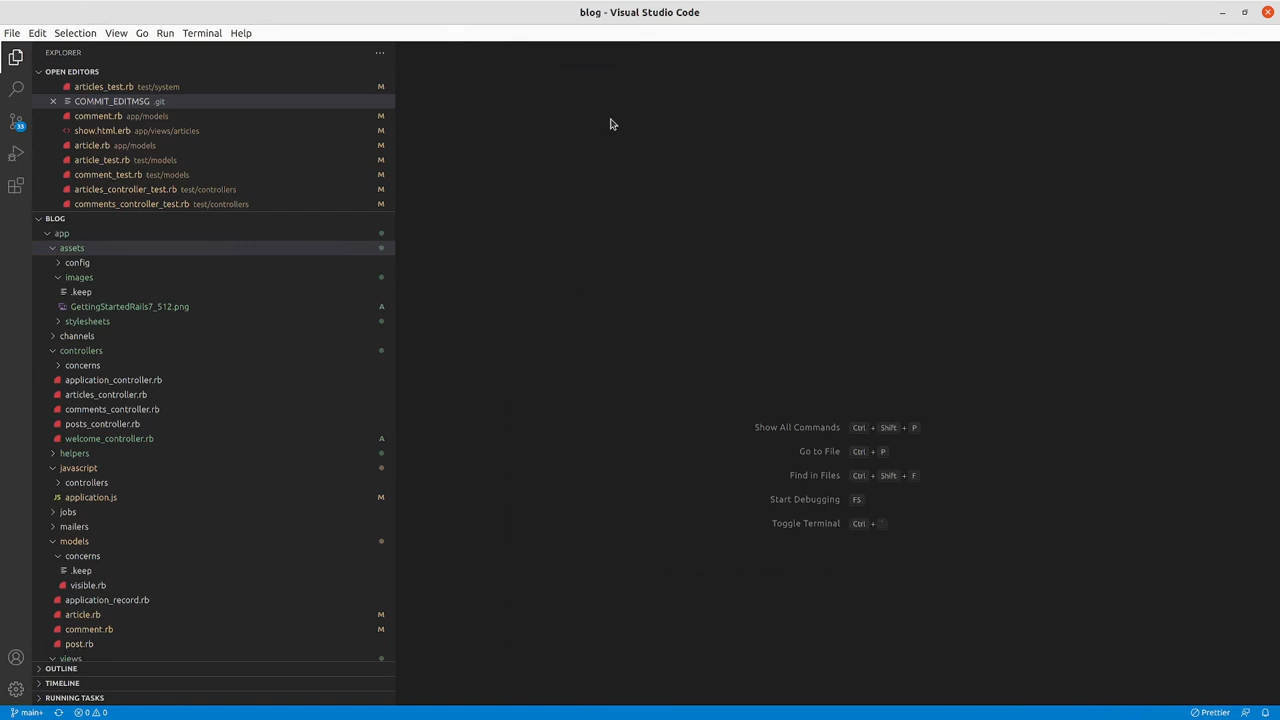 blog - Visual Studio Code
File Edit Selection View Go Run Terminal Help
EXPLORER
OPEN EDITORS
articles_test.rb test/system M
COMMIT_EDITMSG .git
comment.rb app/models M
show.html.erb app/views/articles M
article.rb app/models M
article_test.rb test/models M
comment_test.rb test/models M
articles_controller_test.rb test/controllers M
comments_controller_test.rb test/controllers M
BLOG
app
assets
config
images
.keep
GettingStartedRails7_512.png A
stylesheets
channels
controllers
concerns
application_controller.rb
articles_controller.rb
comments_controller.rb
posts_controller.rb
welcome_controller.rb A
helpers
javascript
controllers
application.js M
jobs
mailers
models
concerns
.keep
visible.rb
application_record.rb
article.rb M
comment.rb M
post.rb
views
OUTLINE
TIMELINE
RUNNING TASKS
33
Show All Commands Ctrl + Shift + P
Go to File Ctrl + P
Find in Files Ctrl + Shift + F
Start Debugging F5
Toggle Terminal Ctrl + `
main+ 0 0 Prettier